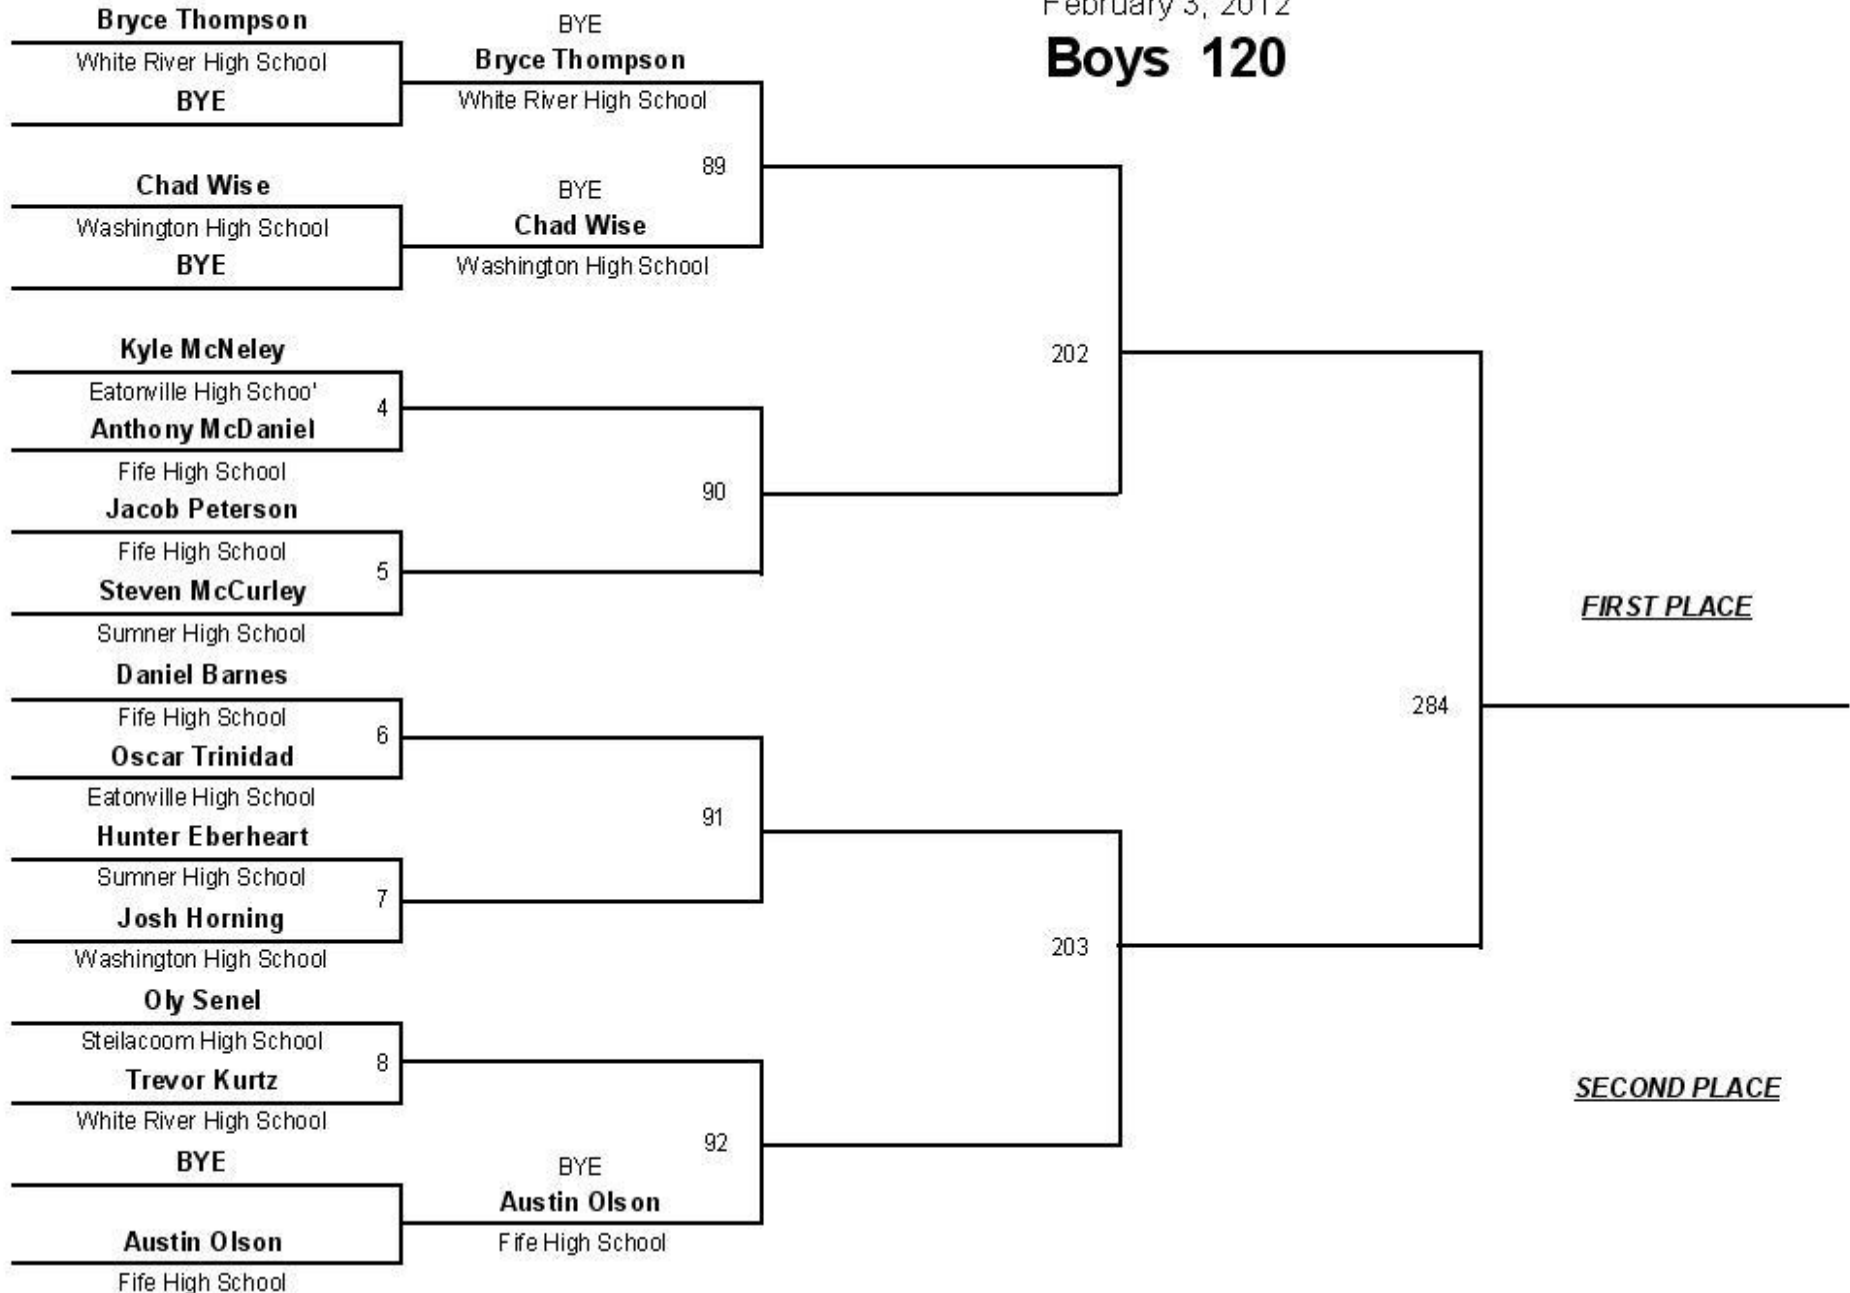 February 3, 2012
Boys 120
Bryce Thompson
White River High School
BYE
Chad Wise
Washington High School
BYE
Kyle McNeley
Eatonville High Schoo'
Anthony McDaniel
Fife High School
Jacob Peterson
Fife High School
Steven McCurley
Sumner High School
Daniel Barnes
Fife High School
Oscar Trinidad
Eatonville High School
Hunter Eberheart
Sumner High School
Josh Horning
Washington High School
Oly Senel
Steilacoom High School
Trevor Kurtz
White River High School
BYE
Austin Olson
Fife High School
4
5
6
7
8
BYE
Bryce Thompson
White River High School
BYE
Chad Wise
Washington High School
BYE
Austin Olson
Fife High School
89
90
91
92
202
203
284
FIRST PLACE
SECOND PLACE